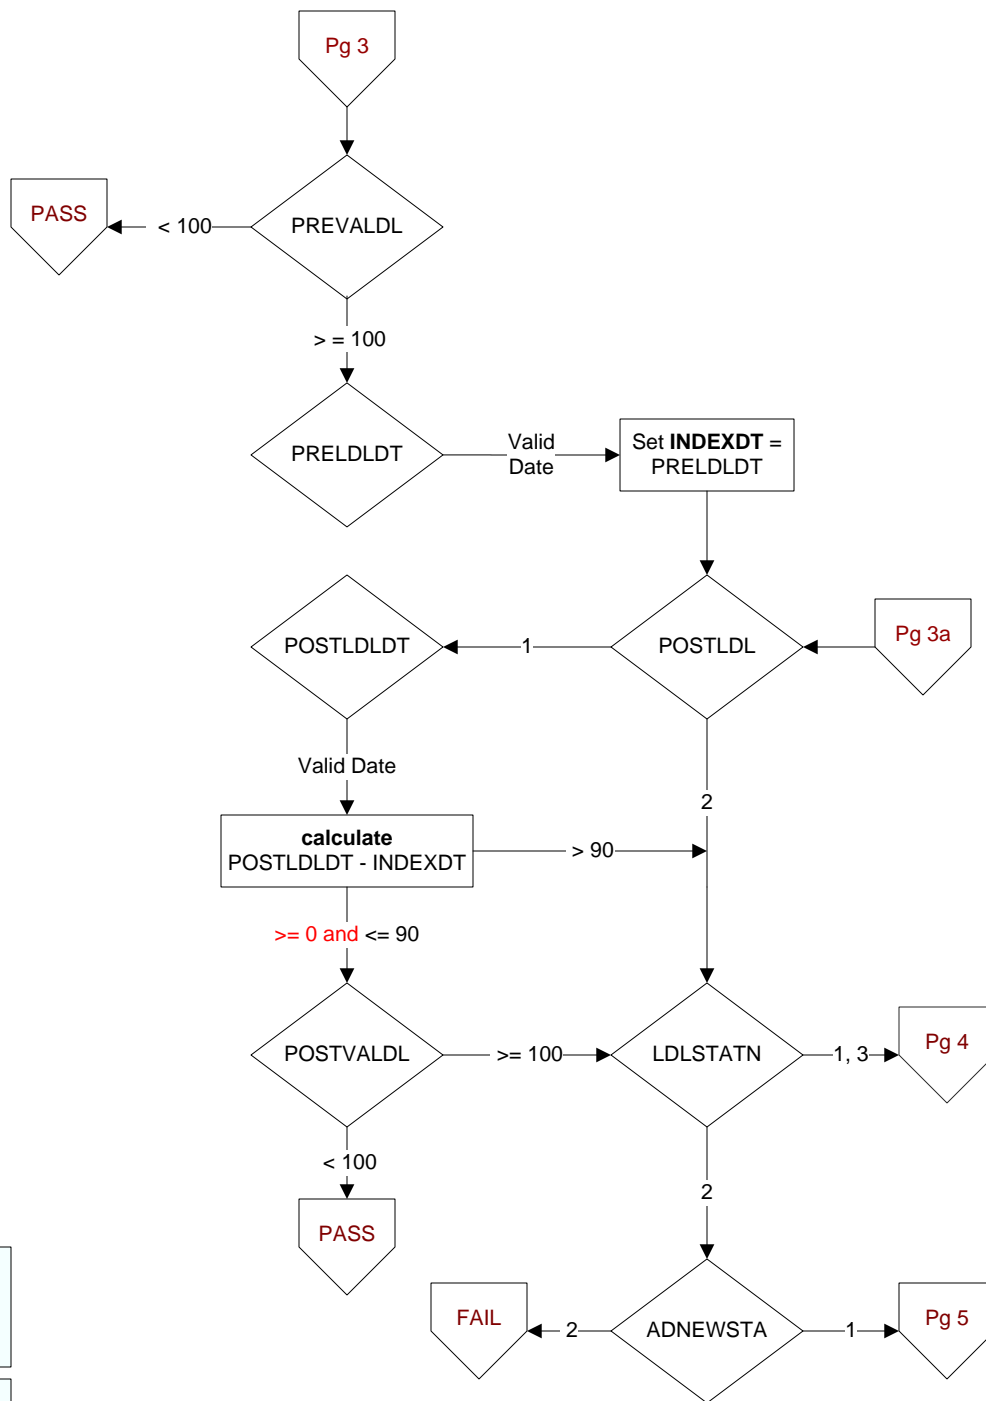 Pg 3
PASS
< 100
PREVALDL
> = 100
PRELDLDT
Valid
Date
Set INDEXDT =
PRELDLDT
POSTLDLDT
1
POSTLDL
Pg 3a
Valid Date
2
calculate
POSTLDLDT - INDEXDT
> 90
>= 0 and <= 90
POSTVALDL
>= 100
LDLSTATN
1, 3
Pg 4
< 100
2
PASS
FAIL
2
ADNEWSTA
1
Pg 5